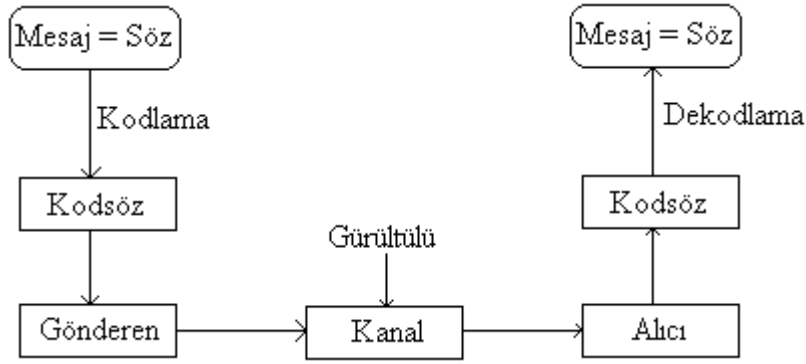 Mesaj = Söz
Mesaj = Söz
Kodlama
Dekodlama
Kodsöz
Kodsöz
Gürültülü
Gönderen
Kanal
Alıcı